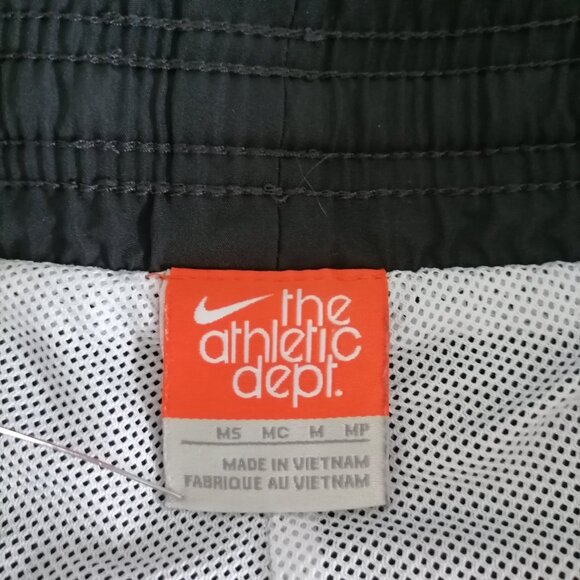 the
athletic
dept.
MS MC M MP
MADE IN VIETNAM
FABRIQUE AU VIETNAM